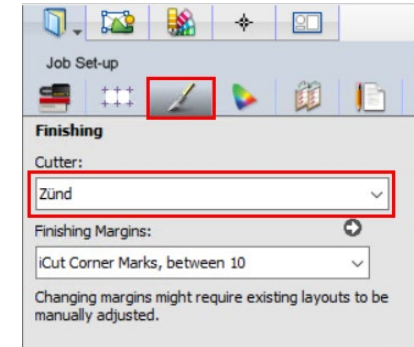 Job Set-up
Finishing
Cutter:
Zünd
Finishing Margins:
iCut Corner Marks, between 10
Changing margins might require existing layouts to be
manually adjusted.